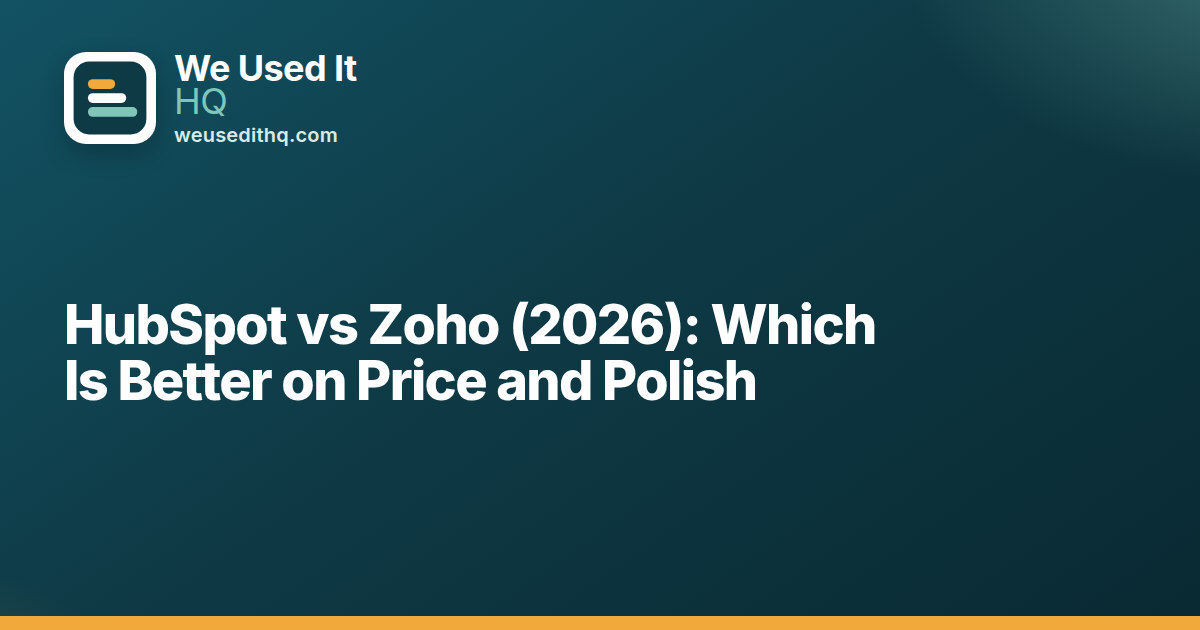 We Used It
HQ
weusedithq.com
HubSpot vs Zoho (2026): Which
Is Better on Price and Polish